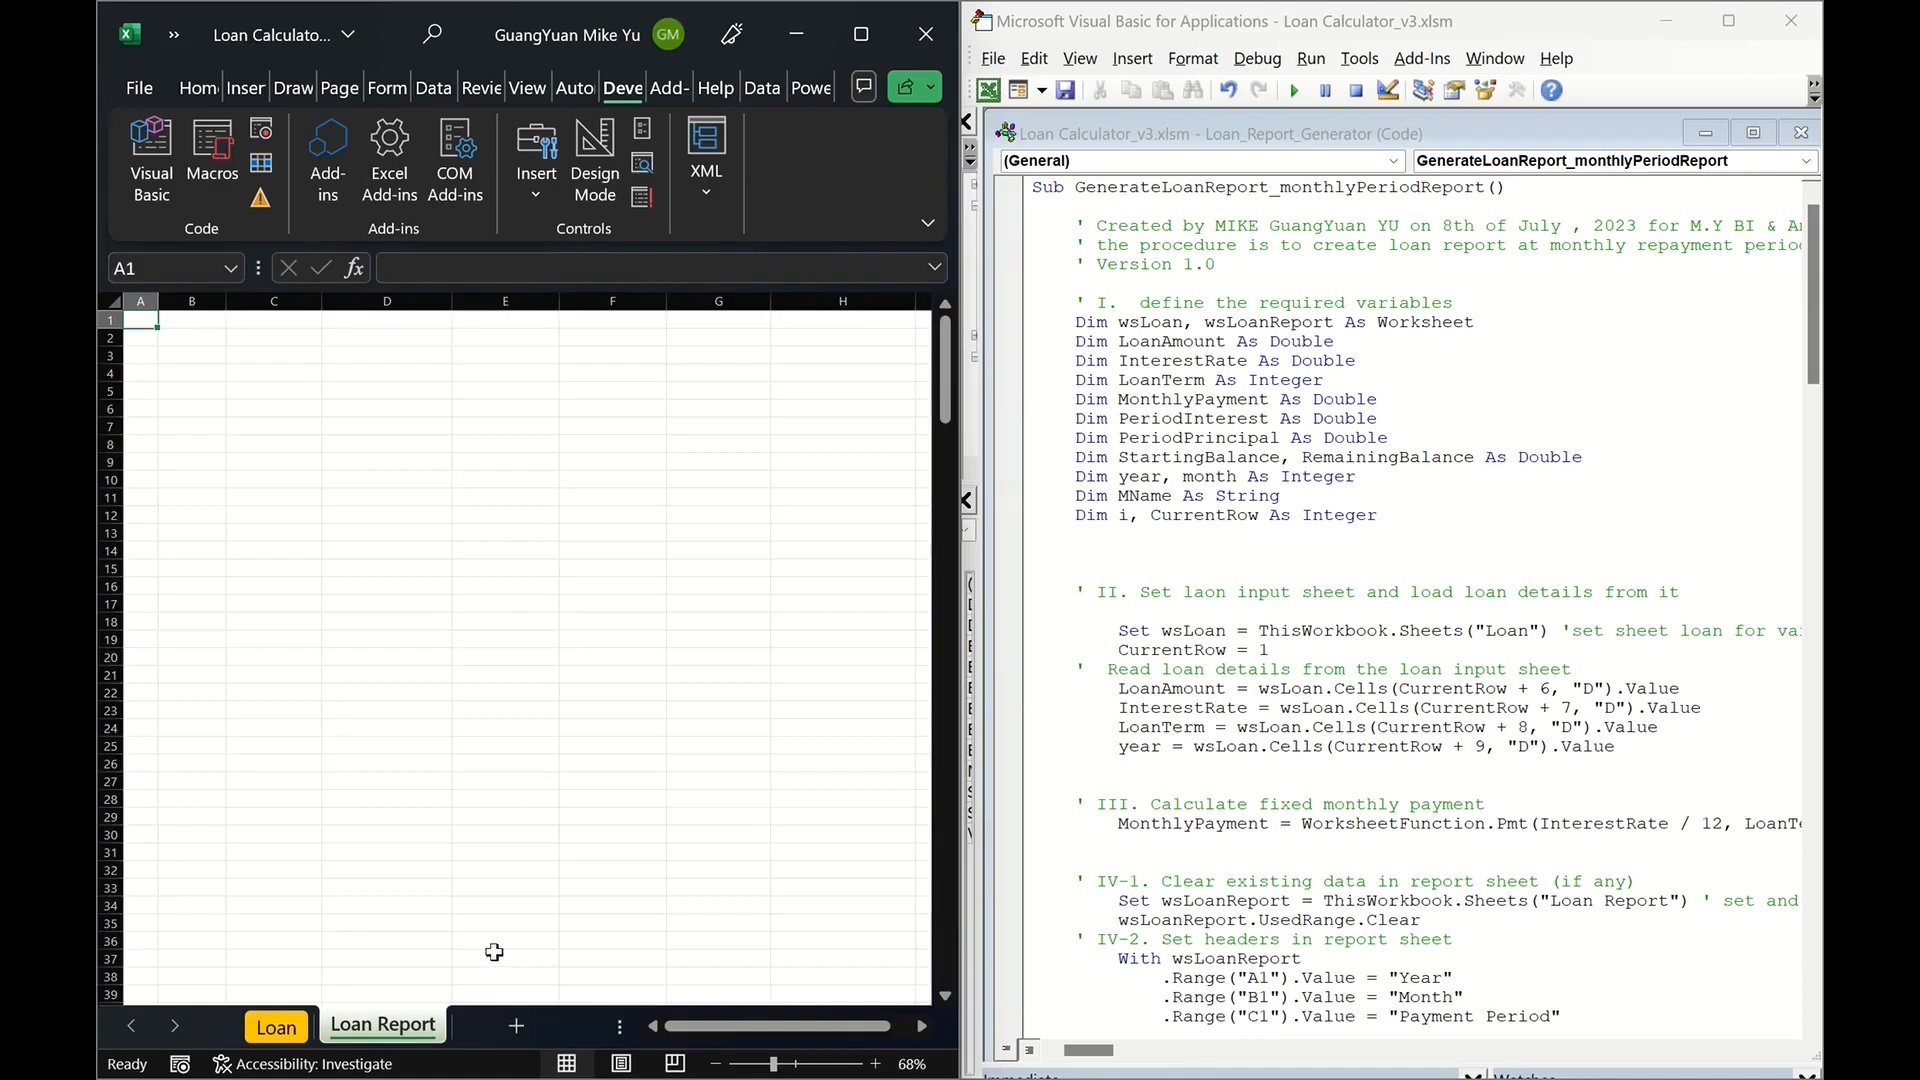 Loan Calculato...
GuangYuan Mike Yu
GM
File
Hom
Inser
Draw
Page
Form
Data
Revie
View
Auto
Deve
Add-
Help
Data
Powe
Visual Basic
Macros
Add-ins
Excel Add-ins
COM Add-ins
Insert
Design Mode
XML
Code
Add-ins
Controls
A1
fx
A B C D E F G H
1
2
3
4
5
6
7
8
9
10
11
12
13
14
15
16
17
18
19
20
21
22
23
24
25
26
27
28
29
30
31
32
33
34
35
36
37
38
39
Loan
Loan Report
Ready
Accessibility: Investigate
68%
Microsoft Visual Basic for Applications - Loan Calculator_v3.xlsm
File Edit View Insert Format Debug Run Tools Add-Ins Window Help
Loan Calculator_v3.xlsm - Loan_Report_Generator (Code)
(General)
GenerateLoanReport_monthlyPeriodReport
Sub GenerateLoanReport_monthlyPeriodReport()
' Created by MIKE GuangYuan YU on 8th of July , 2023 for M.Y BI & A
' the procedure is to create loan report at monthly repayment perio
' Version 1.0
' I.  define the required variables
Dim wsLoan, wsLoanReport As Worksheet
Dim LoanAmount As Double
Dim InterestRate As Double
Dim LoanTerm As Integer
Dim MonthlyPayment As Double
Dim PeriodInterest As Double
Dim PeriodPrincipal As Double
Dim StartingBalance, RemainingBalance As Double
Dim year, month As Integer
Dim MName As String
Dim i, CurrentRow As Integer
' II. Set laon input sheet and load loan details from it
Set wsLoan = ThisWorkbook.Sheets("Loan") 'set sheet loan for va
CurrentRow = 1
'  Read loan details from the loan input sheet
LoanAmount = wsLoan.Cells(CurrentRow + 6, "D").Value
InterestRate = wsLoan.Cells(CurrentRow + 7, "D").Value
LoanTerm = wsLoan.Cells(CurrentRow + 8, "D").Value
year = wsLoan.Cells(CurrentRow + 9, "D").Value
' III. Calculate fixed monthly payment
MonthlyPayment = WorksheetFunction.Pmt(InterestRate / 12, LoanTe
' IV-1. Clear existing data in report sheet (if any)
Set wsLoanReport = ThisWorkbook.Sheets("Loan Report") ' set and
wsLoanReport.UsedRange.Clear
' IV-2. Set headers in report sheet
With wsLoanReport
.Range("A1").Value = "Year"
.Range("B1").Value = "Month"
.Range("C1").Value = "Payment Period"